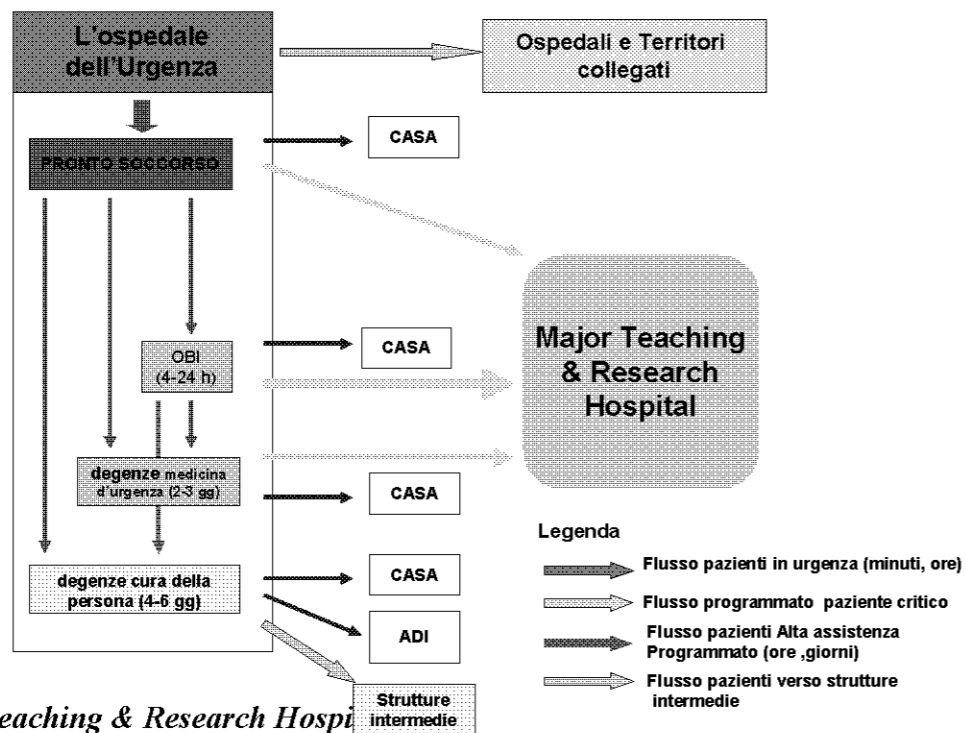 L'ospedale
dell'Urgenza
Ospedali e Territori
collegati
PRONTO SOCCORSO
CASA
OBI
(4-24 h)
CASA
Major Teaching
& Research
Hospital
degenze medicina
d'urgenza (2-3 gg)
CASA
degenze cura della
persona (4-6 gg)
CASA
ADI
Strutture
intermedie
Legenda
Flusso pazienti in urgenza (minuti, ore)
Flusso programmato paziente critico
Flusso pazienti Alta assistenza
Programmato (ore ,giorni)
Flusso pazienti verso strutture
intermedie
eaching & Research Hospi